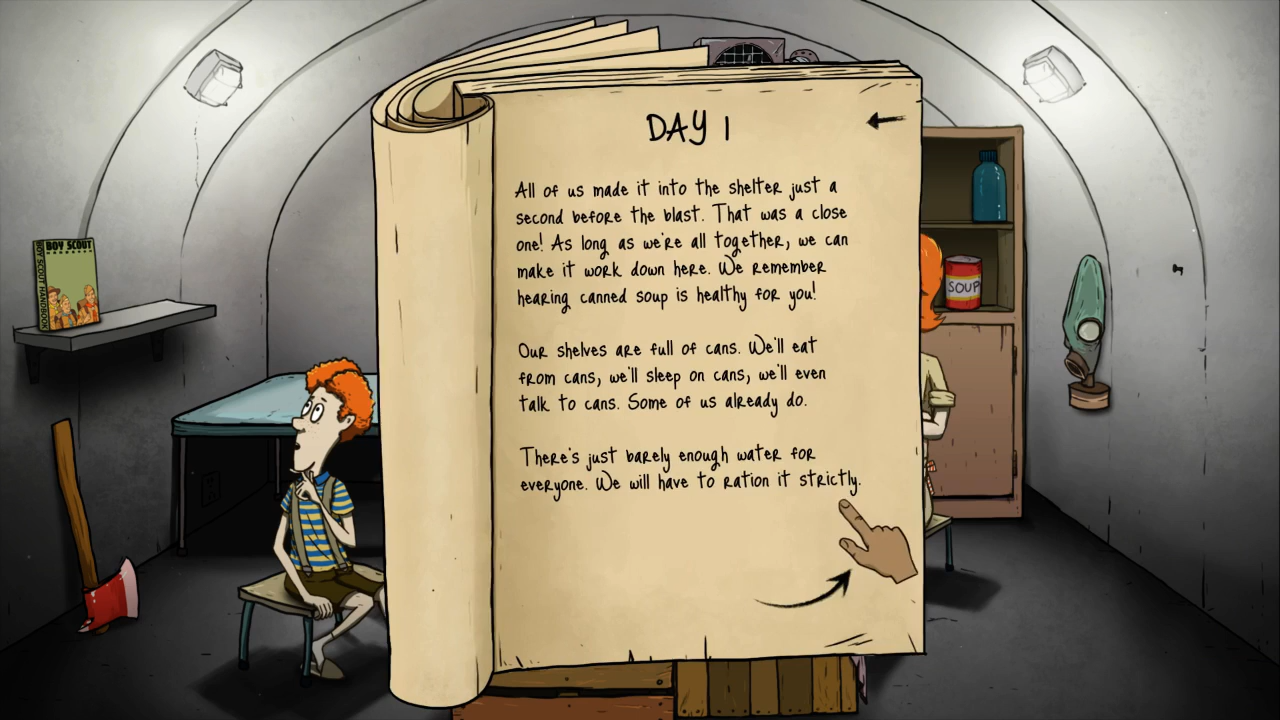 DAY 1
All of us made it into the shelter just a
second before the blast. That was a close
one! As long as we're all together, we can
make it work down here. We remember
hearing canned soup is healthy for you!
Our shelves are full of cans. We'll eat
from cans, we'll sleep on cans, we'll even
talk to cans. Some of us already do.
There's just barely enough water for
everyone. We will have to ration it strictly.
BOY SCOUT
BOY SCOUT HANDBOOK
SOUP